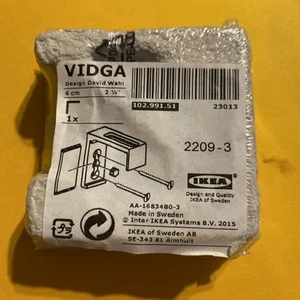 VIDGA
Design David Wahl
6 cm 2 ¼"
102.991.51
23013
1x
2209-3
IKEA
Design and Quality
IKEA of Sweden
AA-1683480-3
Made in Sweden
© Inter IKEA Systems B.V. 2015
IKEA of Sweden AB
SE-343 81 Älmhult